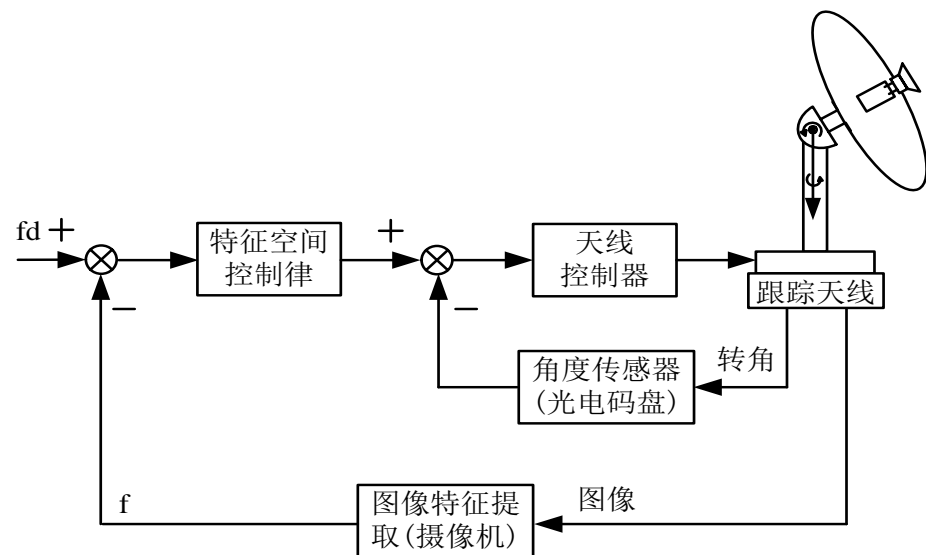 fd
+
特征空间
控制律
+
天线
控制器
跟踪天线
−
−
角度传感器
(光电码盘)
转角
f
图像特征提
取(摄像机)
图像